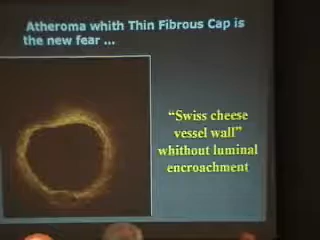 Atheroma whith Thin Fibrous Cap is
the new fear ...
“Swiss cheese
vessel wall”
whithout luminal
encroachment